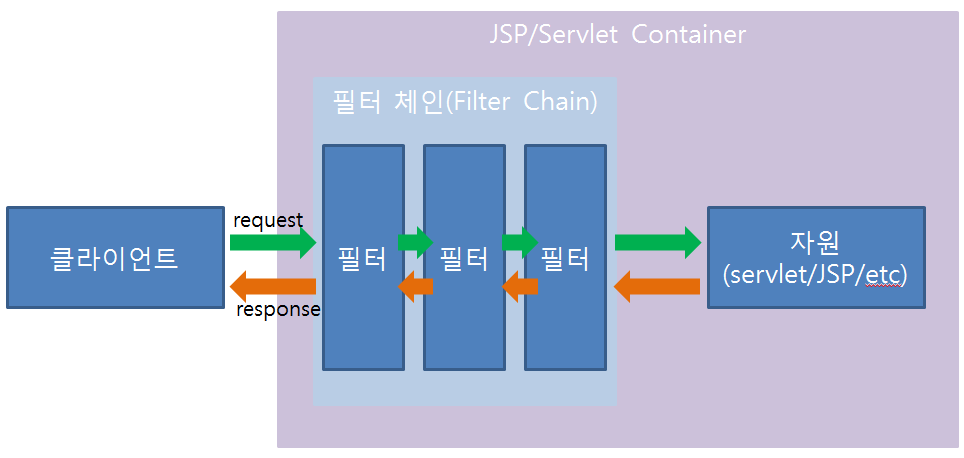 JSP/Servlet Container
필터 체인(Filter Chain)
클라이언트
request
response
필터
필터
필터
자원
(servlet/JSP/etc)